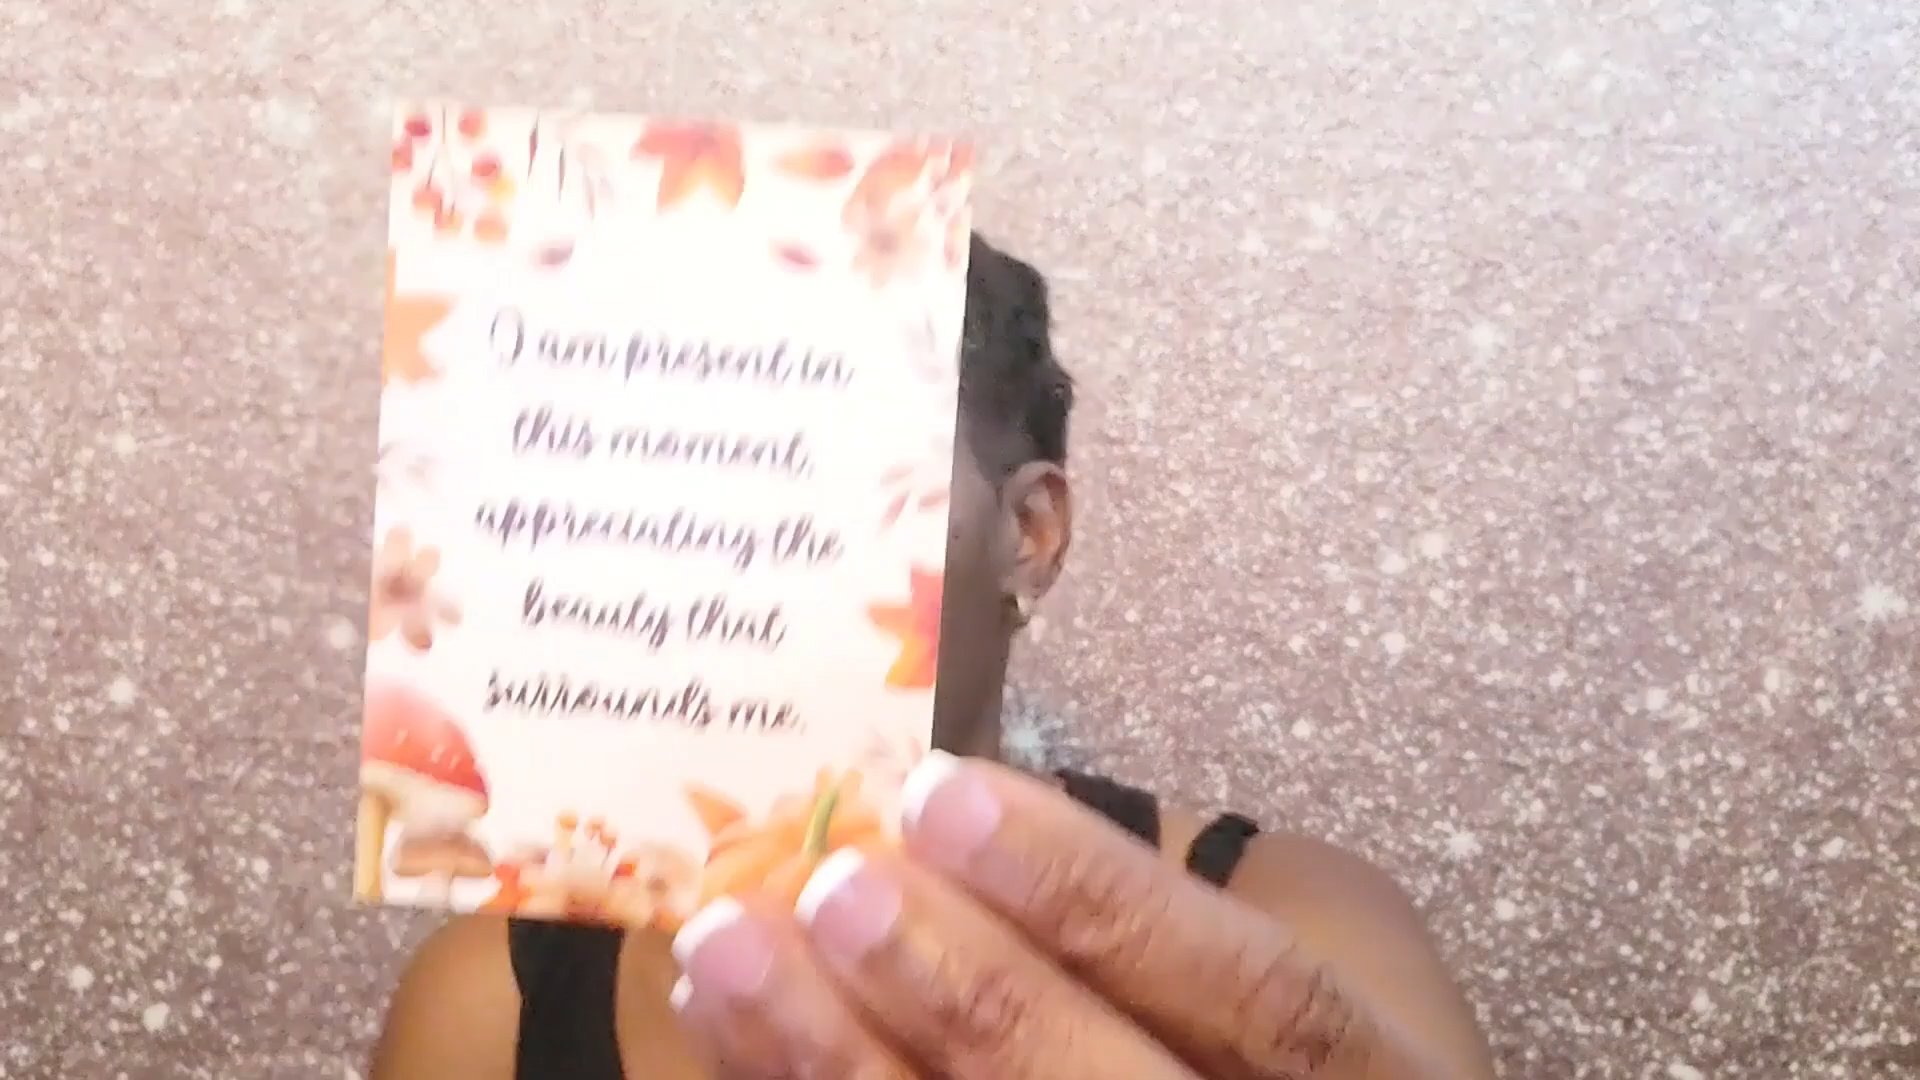 I am present in
this moment,
appreciating the
beauty that
surrounds me.